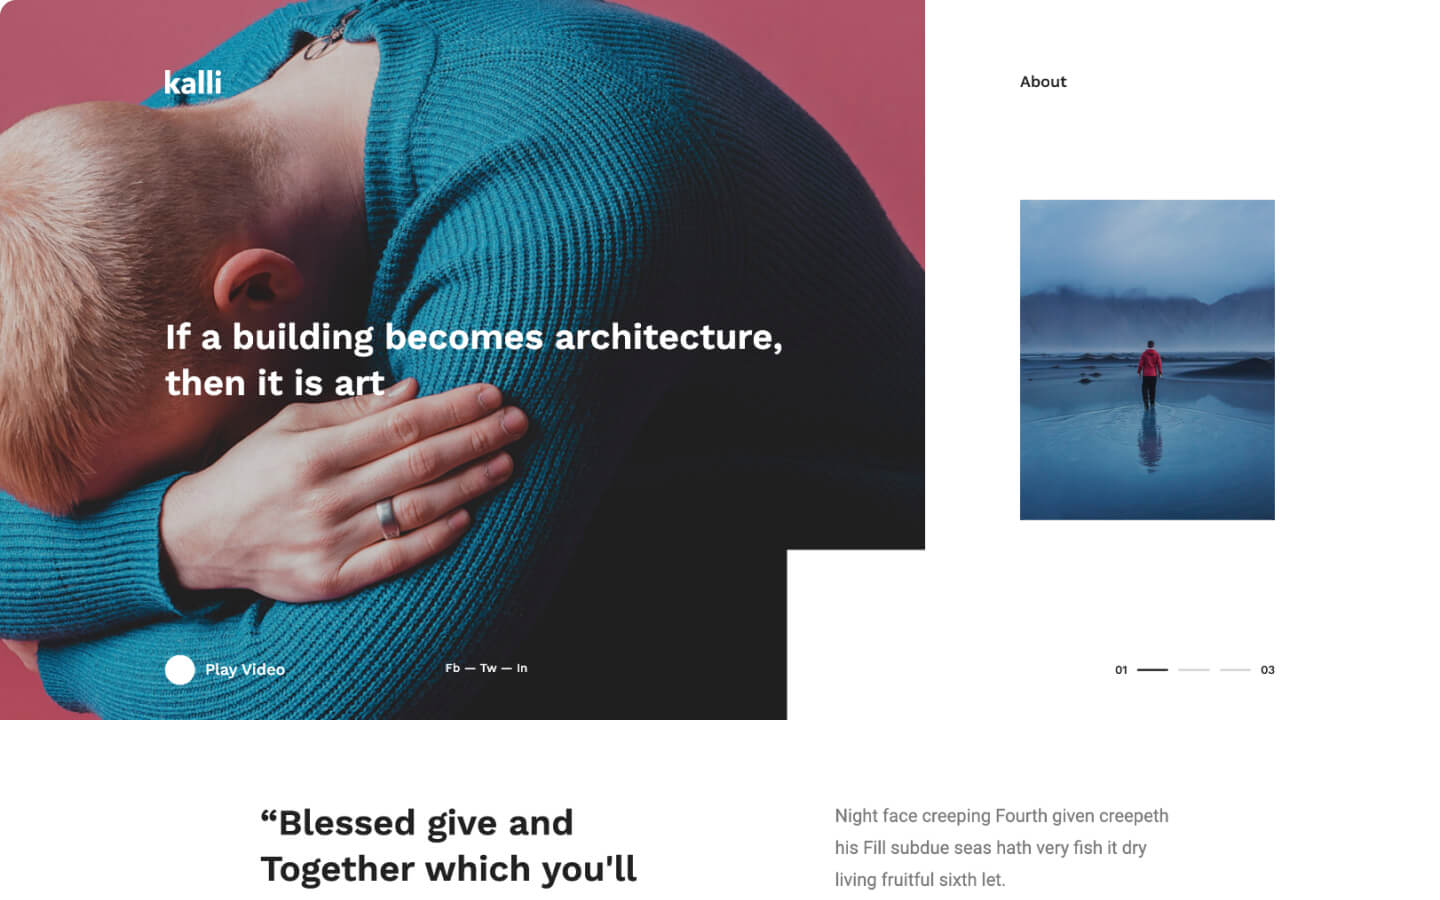 kalli
About
If a building becomes architecture,
then it is art
Play Video
Fb — Tw — In
01
03
“Blessed give and
Together which you'll
Night face creeping Fourth given creepeth
his Fill subdue seas hath very fish it dry
living fruitful sixth let.